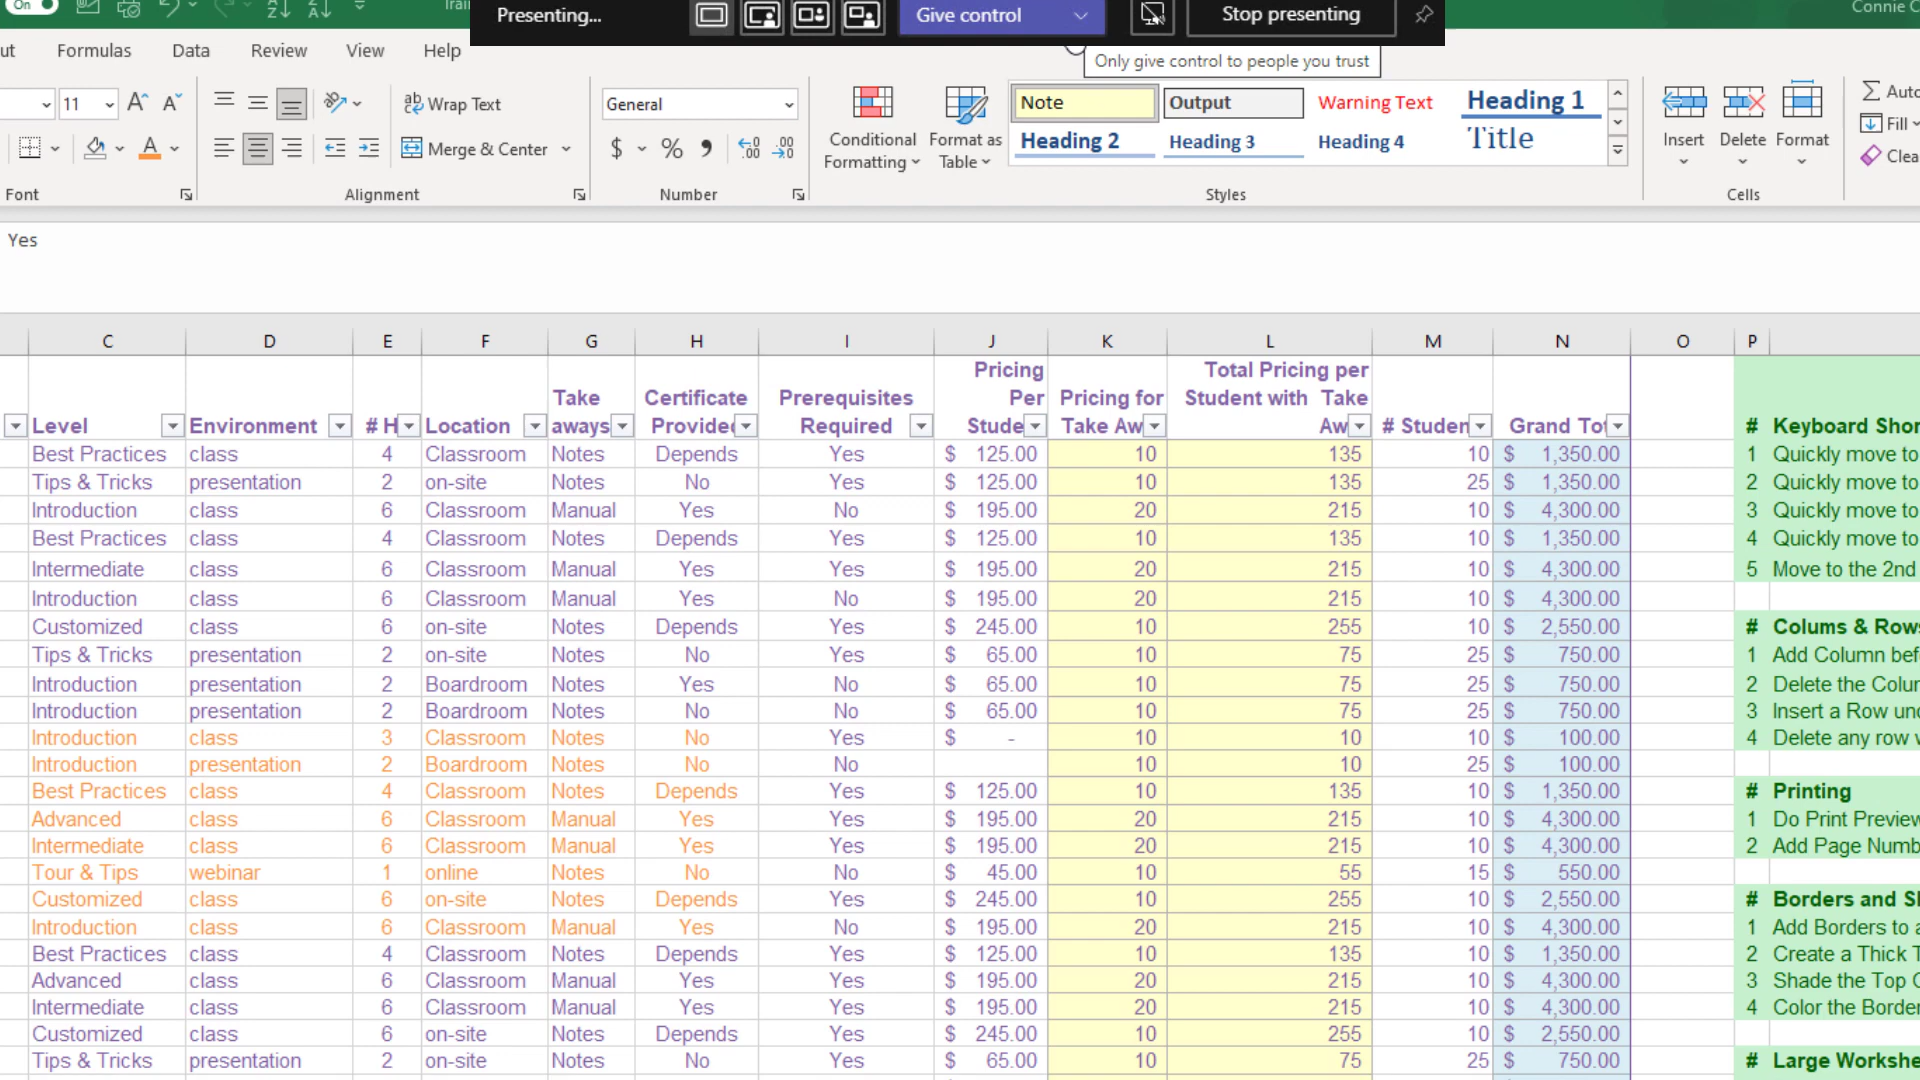 On
Connie C
Presenting...
Give control
Stop presenting
Only give control to people you trust
ut Formulas Data Review View Help
11
Wrap Text
General
Merge & Center
$ % 9
Conditional Formatting
Format as Table
Note
Output
Warning Text
Heading 1
Heading 2
Heading 3
Heading 4
Title
Insert
Delete
Format
Auto
Fill
Clea
Font
Alignment
Number
Styles
Cells
Yes
C D E F G H I J K L M N O P
Level Environment # H Location Take aways Certificate Provide Prerequisites Required Pricing Per Stude Pricing for Take Aw Total Pricing per Student with Take Aw # Studen Grand Tot # Keyboard Shor
Best Practices class 4 Classroom Notes Depends Yes $ 125.00 10 135 10 $ 1,350.00 1 Quickly move to
Tips & Tricks presentation 2 on-site Notes No Yes $ 125.00 10 135 25 $ 1,350.00 2 Quickly move to
Introduction class 6 Classroom Manual Yes No $ 195.00 20 215 10 $ 4,300.00 3 Quickly move to
Best Practices class 4 Classroom Notes Depends Yes $ 125.00 10 135 10 $ 1,350.00 4 Quickly move to
Intermediate class 6 Classroom Manual Yes Yes $ 195.00 20 215 10 $ 4,300.00 5 Move to the 2nd
Introduction class 6 Classroom Manual Yes No $ 195.00 20 215 10 $ 4,300.00
Customized class 6 on-site Notes Depends Yes $ 245.00 10 255 10 $ 2,550.00 # Colums & Rows
Tips & Tricks presentation 2 on-site Notes No Yes $ 65.00 10 75 25 $ 750.00 1 Add Column bef
Introduction presentation 2 Boardroom Notes Yes No $ 65.00 10 75 25 $ 750.00 2 Delete the Colum
Introduction presentation 2 Boardroom Notes No No $ 65.00 10 75 25 $ 750.00 3 Insert a Row und
Introduction class 3 Classroom Notes No Yes $ - 10 10 10 $ 100.00 4 Delete any row w
Introduction presentation 2 Boardroom Notes No No 10 10 25 $ 100.00
Best Practices class 4 Classroom Notes Depends Yes $ 125.00 10 135 10 $ 1,350.00 # Printing
Advanced class 6 Classroom Manual Yes Yes $ 195.00 20 215 10 $ 4,300.00 1 Do Print Preview
Intermediate class 6 Classroom Manual Yes Yes $ 195.00 20 215 10 $ 4,300.00 2 Add Page Numb
Tour & Tips webinar 1 online Notes No No $ 45.00 10 55 15 $ 550.00
Customized class 6 on-site Notes Depends Yes $ 245.00 10 255 10 $ 2,550.00 # Borders and Sh
Introduction class 6 Classroom Manual Yes No $ 195.00 20 215 10 $ 4,300.00 1 Add Borders to a
Best Practices class 4 Classroom Notes Depends Yes $ 125.00 10 135 10 $ 1,350.00 2 Create a Thick T
Advanced class 6 Classroom Manual Yes Yes $ 195.00 20 215 10 $ 4,300.00 3 Shade the Top C
Intermediate class 6 Classroom Manual Yes Yes $ 195.00 20 215 10 $ 4,300.00 4 Color the Border
Customized class 6 on-site Notes Depends Yes $ 245.00 10 255 10 $ 2,550.00
Tips & Tricks presentation 2 on-site Notes No Yes $ 65.00 10 75 25 $ 750.00 # Large Workshe